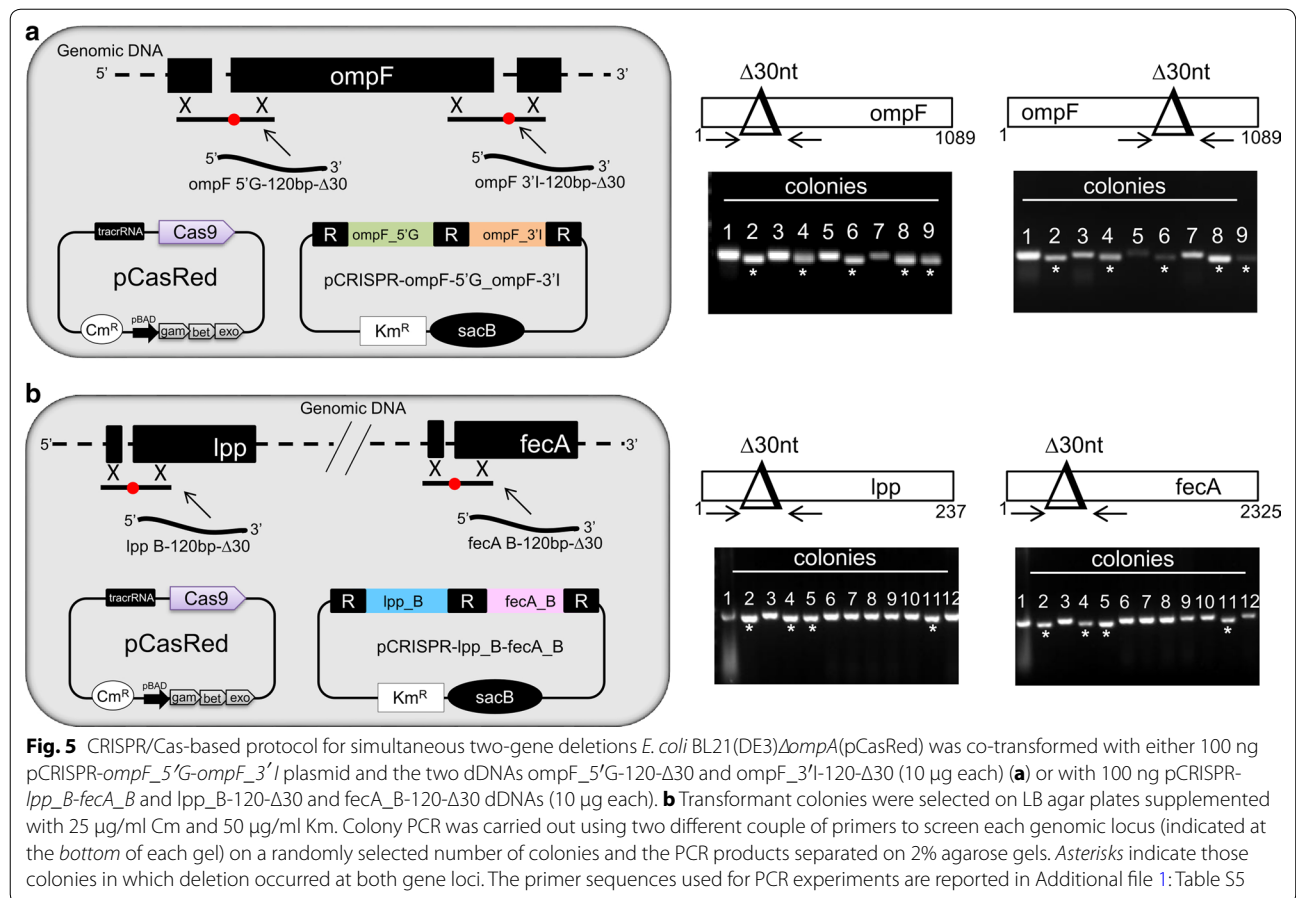 a
Genomic DNA
5’
ompF
3’
X X X X
5’ 3’
ompF 5’G-120bp-Δ30
5’ 3’
ompF 3’I-120bp-Δ30
tracrRNA Cas9
pCasRed
CmR pBAD gam bet exo
R ompF_5’G R ompF_3’I R
pCRISPR-ompF-5’G_ompF-3’I
KmR sacB
Δ30nt
ompF
1 1089
colonies
1 2 3 4 5 6 7 8 9
* * * * *
Δ30nt
ompF
1 1089
colonies
1 2 3 4 5 6 7 8 9
* * * * *
b
Genomic DNA
5’ lpp fecA 3’
X X X X
5’ 3’
lpp B-120bp-Δ30
5’ 3’
fecA B-120bp-Δ30
tracrRNA Cas9
pCasRed
CmR pBAD gam bet exo
R lpp_B R fecA_B R
pCRISPR-lpp_B-fecA_B
KmR sacB
Δ30nt
lpp
1 237
colonies
1 2 3 4 5 6 7 8 9 10 11 12
* * * *
Δ30nt
fecA
1 2325
colonies
1 2 3 4 5 6 7 8 9 10 11 12
* * * *
Fig. 5 CRISPR/Cas-based protocol for simultaneous two-gene deletions E. coli BL21(DE3)ΔompA(pCasRed) was co-transformed with either 100 ng
pCRISPR-ompF_5′G-ompF_3′ I plasmid and the two dDNAs ompF_5′G-120-Δ30 and ompF_3′I-120-Δ30 (10 µg each) (a) or with 100 ng pCRISPR-
lpp_B-fecA_B and lpp_B-120-Δ30 and fecA_B-120-Δ30 dDNAs (10 µg each). b Transformant colonies were selected on LB agar plates supplemented
with 25 µg/ml Cm and 50 µg/ml Km. Colony PCR was carried out using two different couple of primers to screen each genomic locus (indicated at
the bottom of each gel) on a randomly selected number of colonies and the PCR products separated on 2% agarose gels. Asterisks indicate those
colonies in which deletion occurred at both gene loci. The primer sequences used for PCR experiments are reported in Additional file 1: Table S5